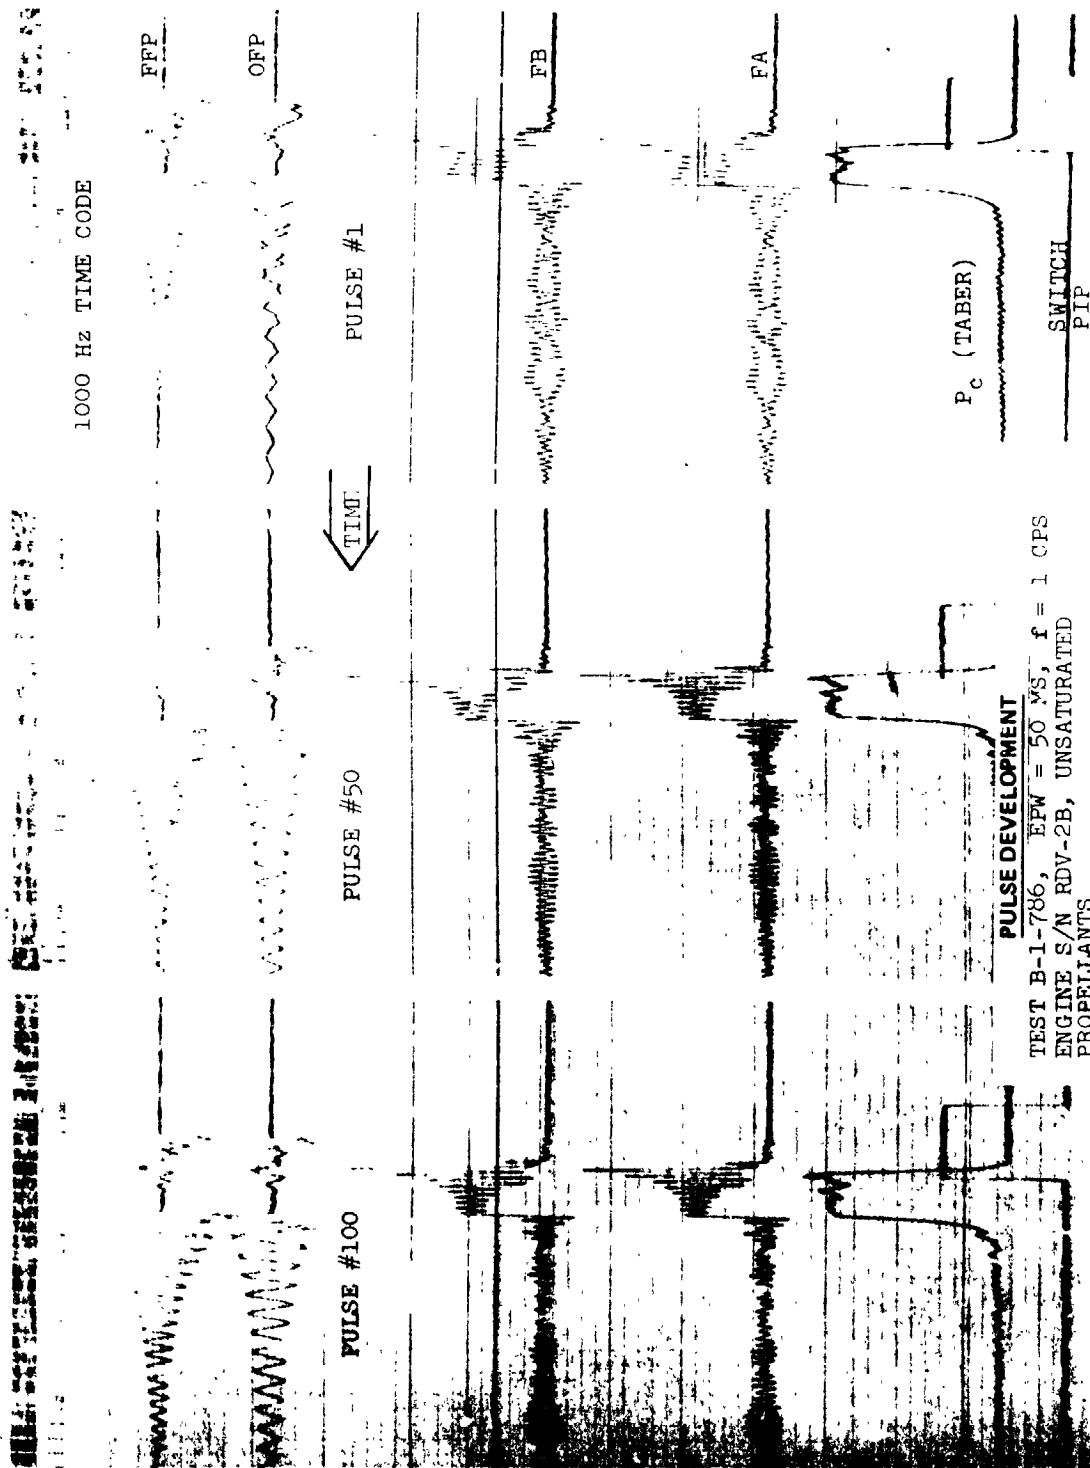 1000 Hz TIME CODE
FFP
OFP
PULSE #100
PULSE #50
TIME
PULSE #1
FB
FA
P_c (TABER)
SWITCH
PIP
PULSE DEVELOPMENT
TEST B-1-786, EPW = 50 MS, f = 1 CPS
ENGINE S/N RDV-2B, UNSATURATED
PROPELLANTS